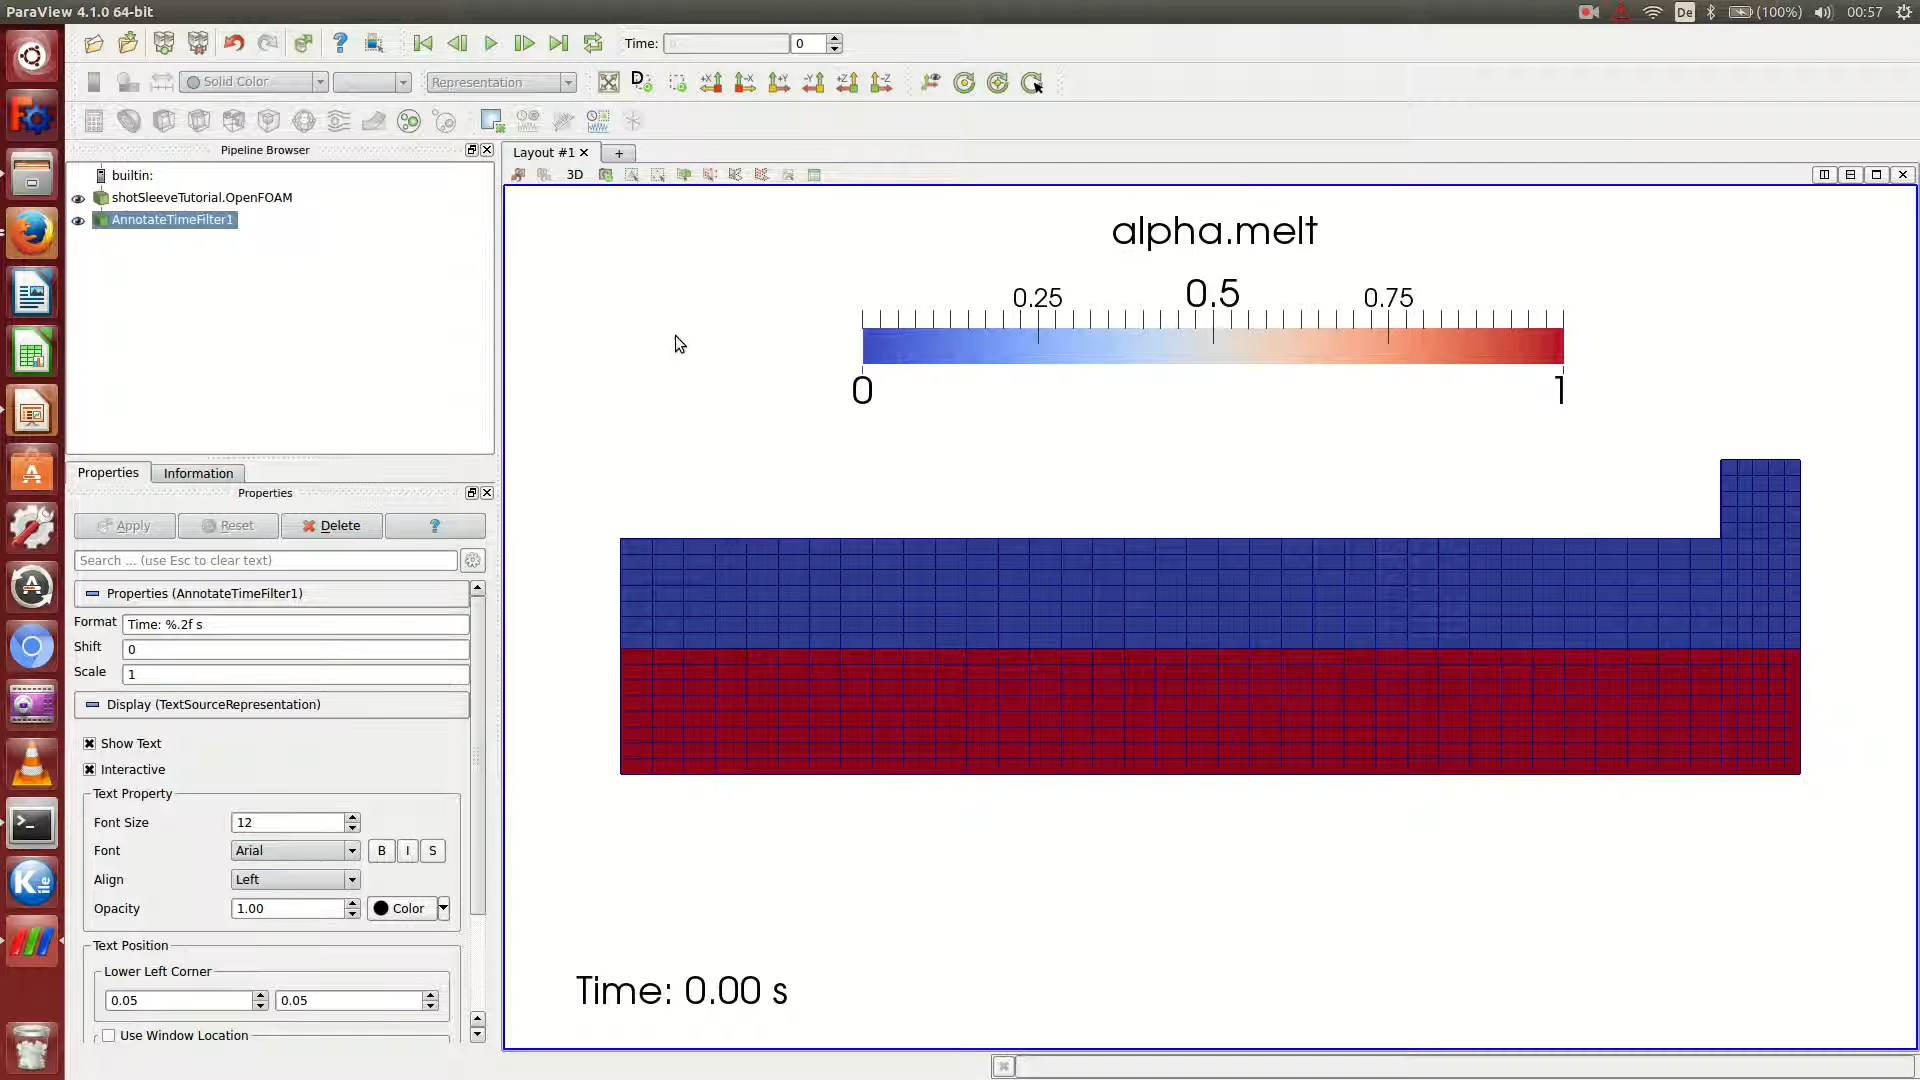 ParaView 4.1.0 64-bit
De
(100%)
00:57
Time:
0
Solid Color
Representation
D
+X
-X
+Y
-Y
+Z
-Z
Pipeline Browser
builtin:
shotSleeveTutorial.OpenFOAM
AnnotateTimeFilter1
Layout #1
3D
Properties
Information
Properties
Apply
Reset
Delete
?
Search ... (use Esc to clear text)
Properties (AnnotateTimeFilter1)
Format
Time: %.2f s
Shift
0
Scale
1
Display (TextSourceRepresentation)
Show Text
Interactive
Text Property
Font Size
12
Font
Arial
B
I
S
Align
Left
Opacity
1.00
Color
Text Position
Lower Left Corner
0.05
0.05
Use Window Location
alpha.melt
0.25
0.5
0.75
0
1
Time: 0.00 s